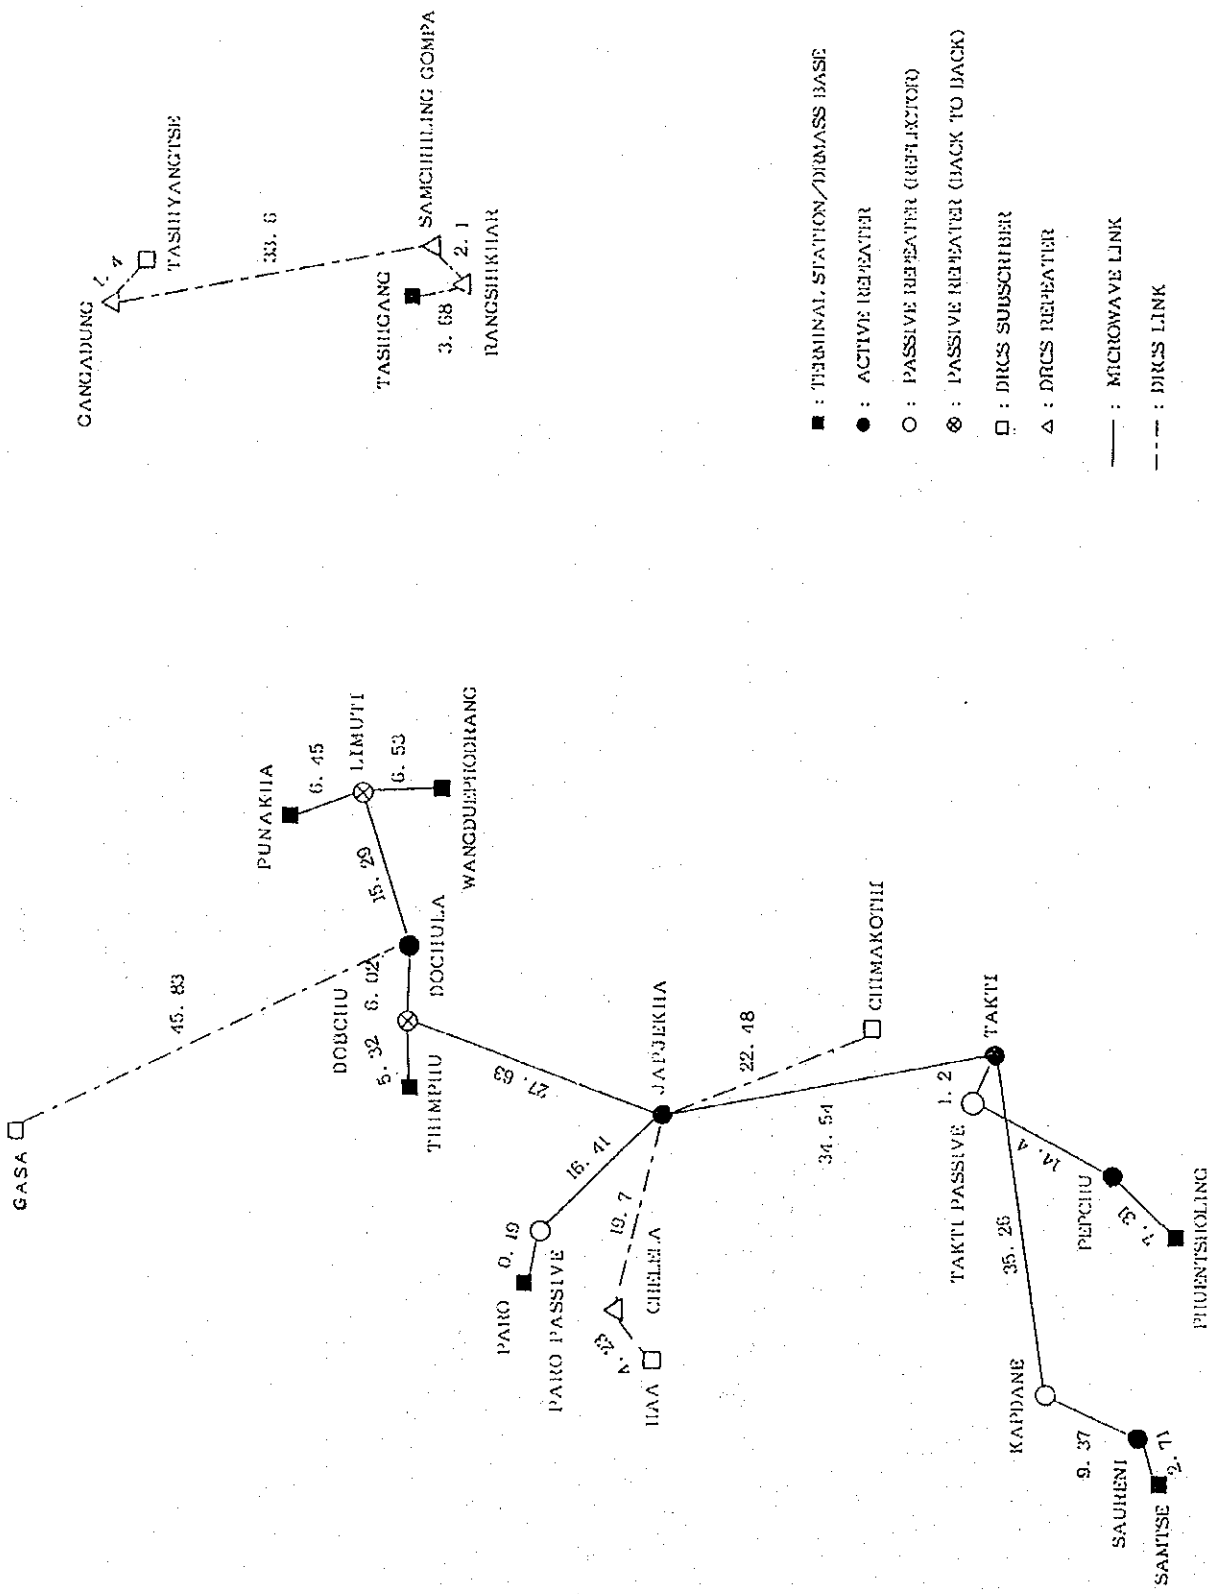 GASA
45. 83
PUNAKHA
6. 45
LIMUTI
6. 53
WANGDUEPHODRANG
15. 29
DOCHULA
6. 02
DOBCHU
5. 32
THIMPHU
27. 63
JAPJEKHA
16. 41
0. 19
PARO
PARO PASSIVE
19. 7
CHELELA
HAA
22. 48
CHIMAKOTHI
34. 54
TAKTI
1. 2
TAKTI PASSIVE
14. 4
PEPCHU
PHUENTSHOLING
35. 26
KAPDANE
9. 37
SAURENI
2. 71
SAMTSE
GANGADUNG
TASHIYANGTSE
33. 6
SAMCHHILING GOMPA
2. 1
RANGSHIKHAR
3. 68
TASHIGANG
■ : TERMINAL STATION/DRMASS BASE
● : ACTIVE REPEATER
○ : PASSIVE REPEATER (REFLECTOR)
⊗ : PASSIVE REPEATER (BACK TO BACK)
□ : DRCS SUBSCRIBER
△ : DRCS REPEATER
—— : MICROWAVE LINK
—·— : DRCS LINK